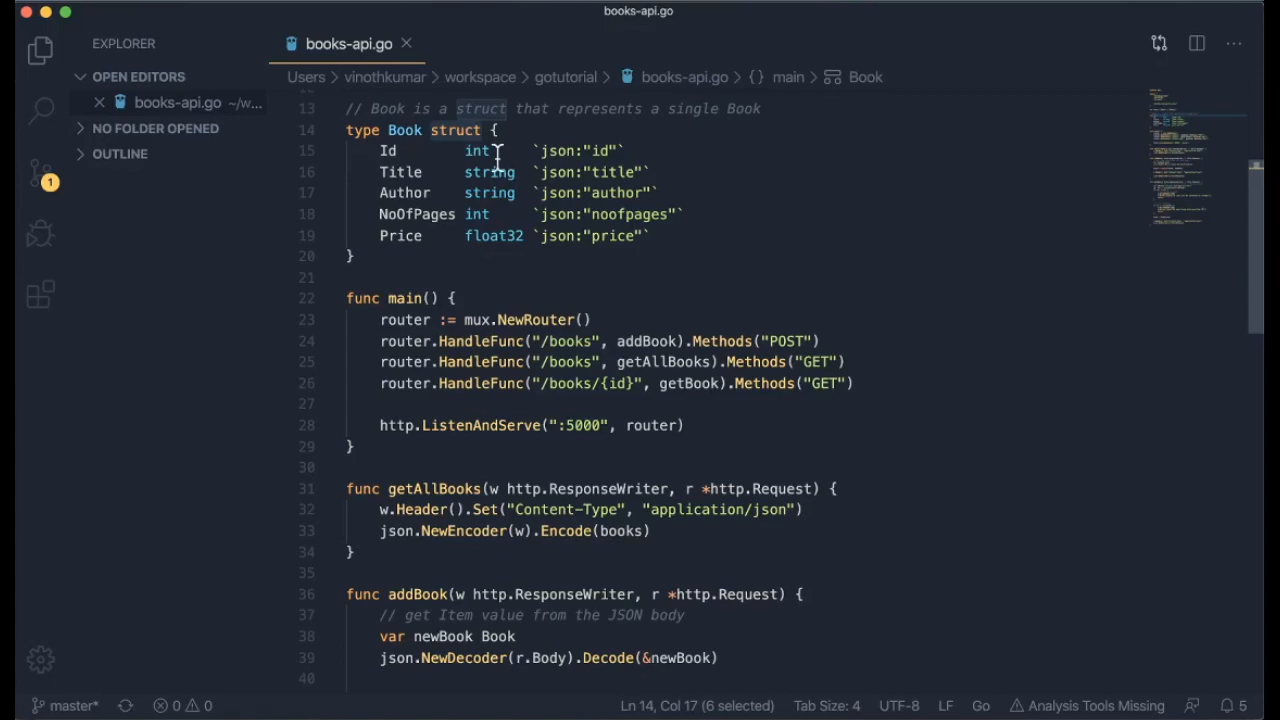 books-api.go
EXPLORER
books-api.go
OPEN EDITORS
Users > vinothkumar > workspace > gotutorial > books-api.go > {} main > Book
books-api.go ~/w...
NO FOLDER OPENED
OUTLINE
1
13 // Book is a struct that represents a single Book
14 type Book struct {
15 Id int `json:"id"`
16 Title string `json:"title"`
17 Author string `json:"author"`
18 NoOfPages int `json:"noofpages"`
19 Price float32 `json:"price"`
20 }
21
22 func main() {
23 router := mux.NewRouter()
24 router.HandleFunc("/books", addBook).Methods("POST")
25 router.HandleFunc("/books", getAllBooks).Methods("GET")
26 router.HandleFunc("/books/{id}", getBook).Methods("GET")
27
28 http.ListenAndServe(":5000", router)
29 }
30
31 func getAllBooks(w http.ResponseWriter, r *http.Request) {
32 w.Header().Set("Content-Type", "application/json")
33 json.NewEncoder(w).Encode(books)
34 }
35
36 func addBook(w http.ResponseWriter, r *http.Request) {
37 // get Item value from the JSON body
38 var newBook Book
39 json.NewDecoder(r.Body).Decode(&newBook)
40
master* 0 0 Ln 14, Col 17 (6 selected) Tab Size: 4 UTF-8 LF Go Analysis Tools Missing 5